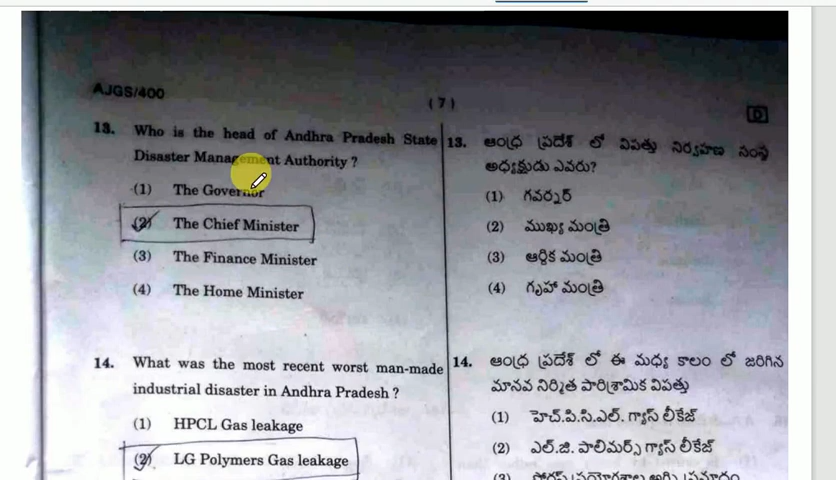 AJGS/400
(7)
D
13. Who is the head of Andhra Pradesh State
Disaster Management Authority ?
(1) The Governor
(2) The Chief Minister
(3) The Finance Minister
(4) The Home Minister
14. What was the most recent worst man-made
industrial disaster in Andhra Pradesh ?
(1) HPCL Gas leakage
(2) LG Polymers Gas leakage
13. ఆంధ్ర ప్రదేశ్ లో విపత్తు నిర్వహణ సంస్థ
అధ్యక్షుడు ఎవరు?
(1) గవర్నర్
(2) ముఖ్య మంత్రి
(3) ఆర్థిక మంత్రి
(4) గృహ మంత్రి
14. ఆంధ్ర ప్రదేశ్ లో ఈ మధ్య కాలం లో జరిగిన
మానవ నిర్మిత పారిశ్రామిక విపత్తు
(1) హెచ్.పి.సి.ఎల్. గ్యాస్ లీకేజ్
(2) ఎల్.జి. పాలిమర్స్ గ్యాస్ లీకేజ్
(3)